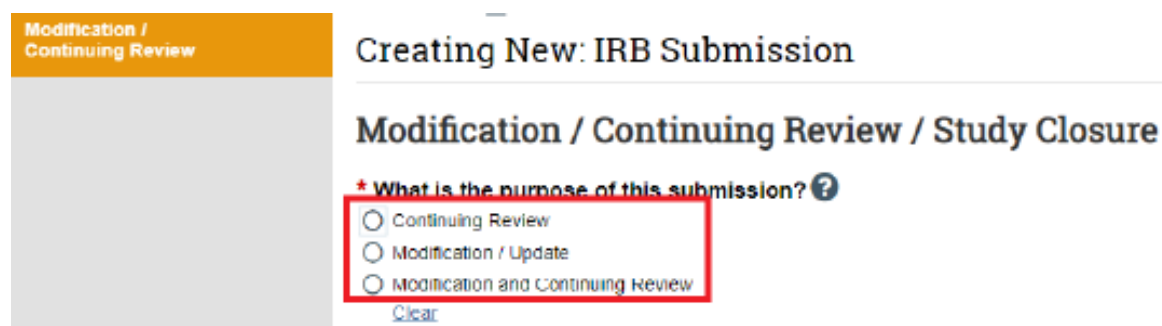 Modification /
Continuing Review
Creating New: IRB Submission
Modification / Continuing Review / Study Closure
* What is the purpose of this submission? ?
Continuing Review
Modification / Update
Modification and Continuing Review
Clear